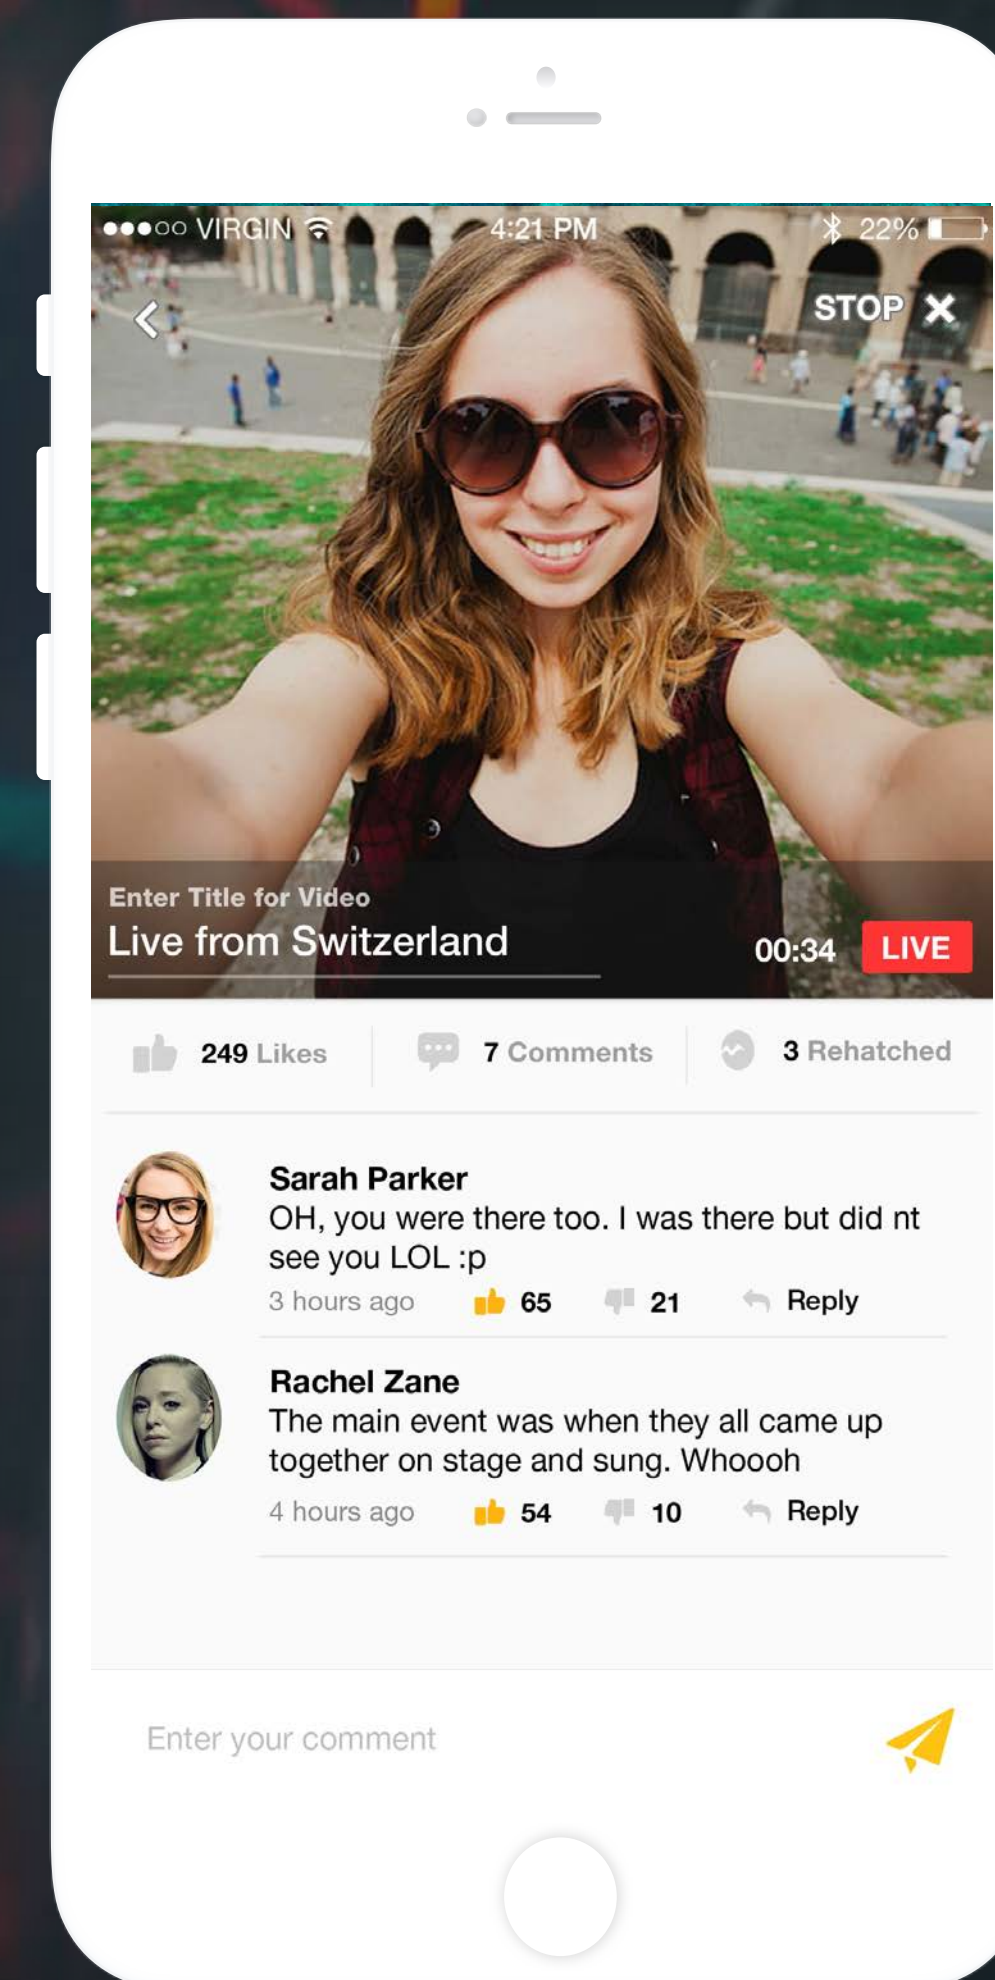 VIRGIN 4:21 PM 22%
STOP
Enter Title for Video
Live from Switzerland
00:34 LIVE
249 Likes 7 Comments 3 Rehatched
Sarah Parker
OH, you were there too. I was there but did nt
see you LOL :p
3 hours ago 65 21 Reply
Rachel Zane
The main event was when they all came up
together on stage and sung. Whoooh
4 hours ago 54 10 Reply
Enter your comment